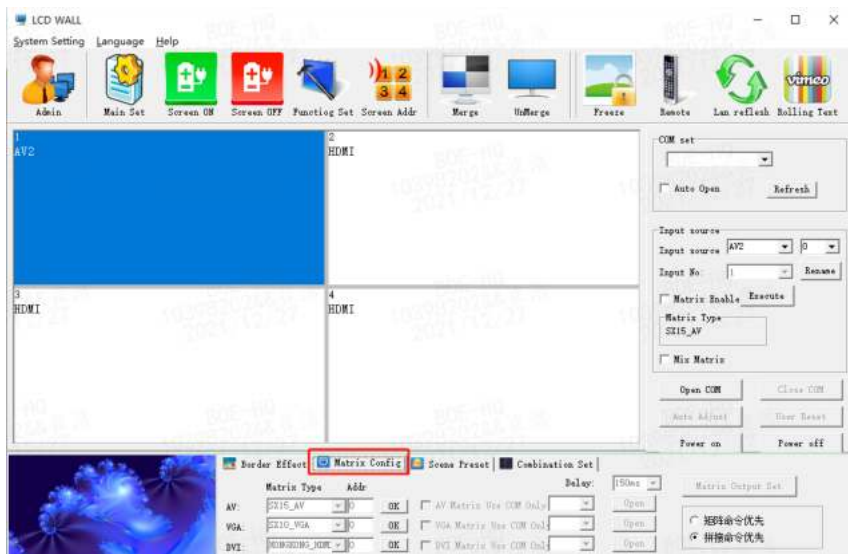 LCD WALL
System Setting Language Help
Admin Main Set Screen ON Screen OFF Functiog Set Screen Addr Merge UnMerge Freeze Remote Lan reflesh Rolling Text
vimeo
1 2
3 4
1
AV2
2
HDMI
3
HDMI
4
HDMI
COM set
Auto Open Refresh
Input source
Input source AV2 0
Input No: 1 Rename
Matrix Enable Execute
Matrix Type
SX15_AV
Mix Matrix
Open COM Close COM
Auto Adjust User Reset
Power on Power off
Border Effect Matrix Config Scene Preset Combination Set
Matrix Type Addr Delay: 150ms Matrix Output Set
AV: SX15_AV 0 OK AV Matrix Use COM Only Open
VGA: SX10_VGA 0 OK VGA Matrix Use COM Only Open
矩阵命令优先
DVI: 0 OK DVI Matrix Use COM Only Open
拼接命令优先